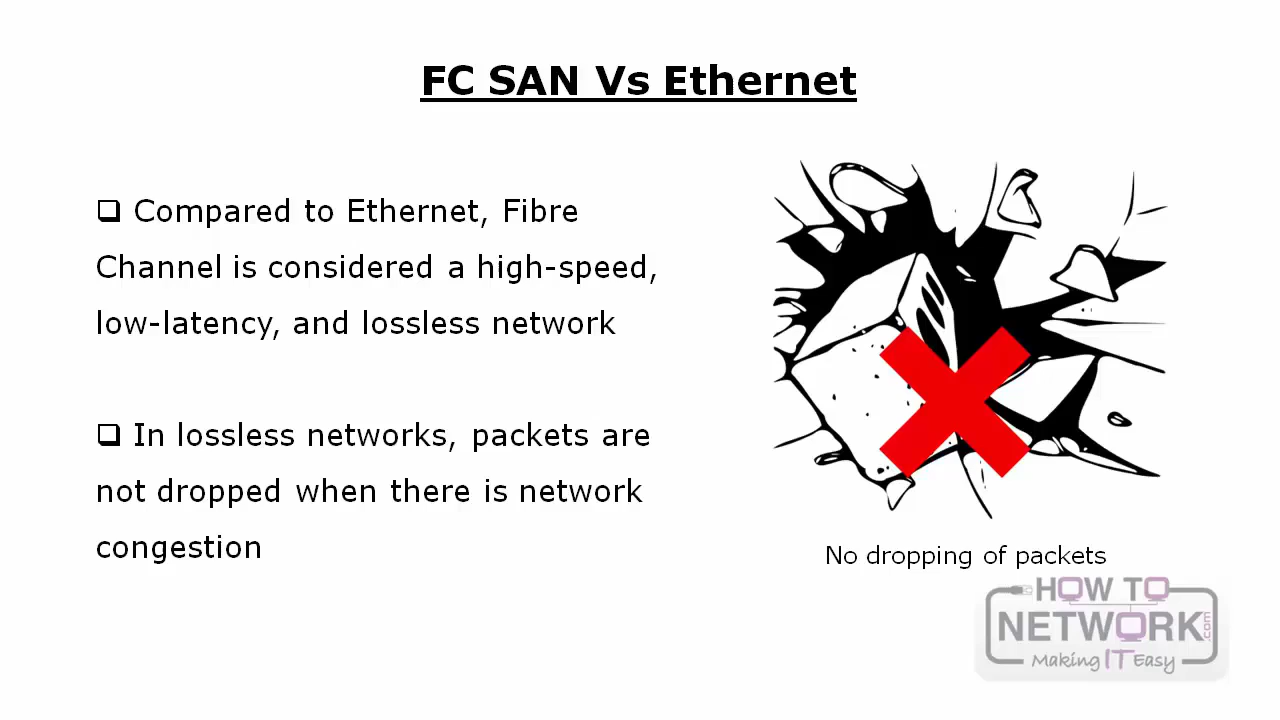 FC SAN Vs Ethernet
❑ Compared to Ethernet, Fibre
Channel is considered a high-speed,
low-latency, and lossless network
❑ In lossless networks, packets are
not dropped when there is network
congestion
No dropping of packets
HOW TO
NETWORK.com
Making IT Easy